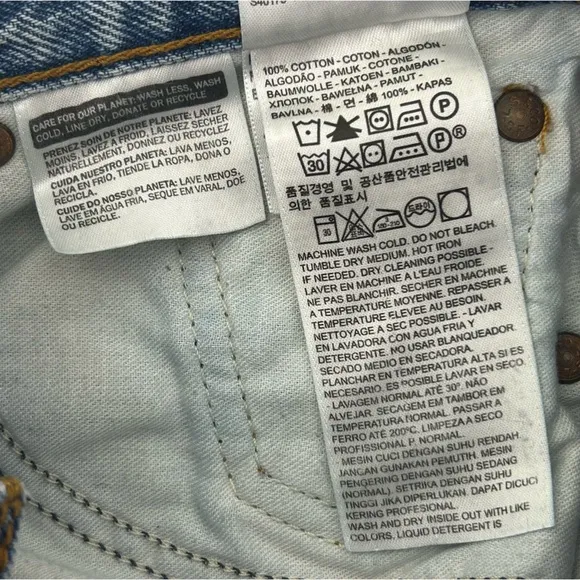 CARE FOR OUR PLANET: WASH LESS, WASH
COLD, LINE DRY, DONATE OR RECYCLE
PRENEZ SOIN DE NOTRE PLANÈTE: LAVEZ
MOINS, LAVEZ À FROID, LAISSEZ SÉCHER
NATURELLEMENT, DONNEZ OU RECYCLEZ
CUIDA NUESTRO PLANETA: LAVA MENOS,
LAVA EN FRÍO, TIENDE LA ROPA, DONA O
RECICLA.
CUIDE DO NOSSO PLANETA: LAVE MENOS,
LAVE EM ÁGUA FRIA, SEQUE EM VARAL, DOE
OU RECICLE.
100% COTTON - COTON - ALGODÓN -
ALGODÃO - PAMUK - COTONE -
BAUMWOLLE - KATOEN - BAMBAKI -
ХЛОПОК - BAWEŁNA - PAMUT -
BAVLNA - 棉 - 면 - 綿 100% - KAPAS
P
30 P
품질경영 및 공산품안전관리법에
의한 품질표시
30 180-210 드라이
MACHINE WASH COLD. DO NOT BLEACH.
TUMBLE DRY MEDIUM. HOT IRON
IF NEEDED. DRY CLEANING POSSIBLE -
LAVER EN MACHINE A L'EAU FROIDE.
NE PAS BLANCHIR. SECHER EN MACHINE
A TEMPERATURE MOYENNE. REPASSER A
TEMPERATURE ELEVEE AU BESOIN.
NETTOYAGE A SEC POSSIBLE. - LAVAR
EN LAVADORA CON AGUA FRIA Y
DETERGENTE. NO USAR BLANQUEADOR.
SECADO MEDIO EN SECADORA.
PLANCHAR EN TEMPERATURA ALTA SI ES
NECESARIO. ES POSIBLE LAVAR EN SECO.
- LAVAGEM NORMAL ATÉ 30º. NÃO
ALVEJAR. SECAGEM EM TAMBOR EM
TEMPERATURA NORMAL. PASSAR A
FERRO ATÉ 200ºC. LIMPEZA A SECO
PROFISSIONAL P. NORMAL.
- MESIN CUCI DENGAN SUHU RENDAH
JANGAN GUNAKAN PEMUTIH. MESIN
PENGERING DENGAN SUHU SEDANG
(NORMAL). SETRIKA DENGAN SUHU
TINGGI JIKA DIPERLUKAN. DAPAT DICUCI
KERING PROFESIONAL.
WASH AND DRY INSIDE OUT WITH LIKE
COLORS. LIQUID DETERGENT IS